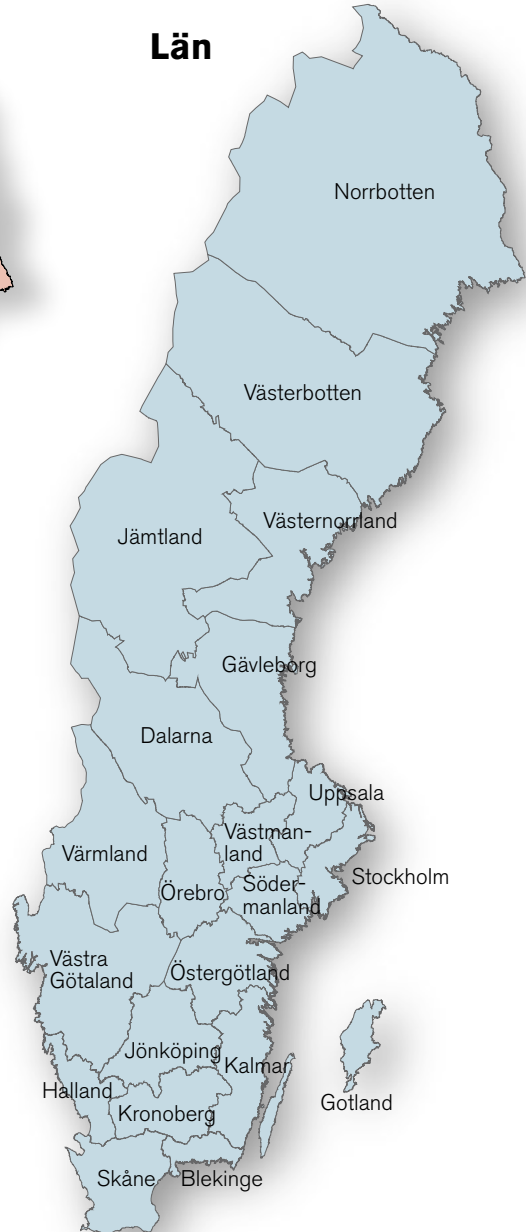 Län
Norrbotten
Västerbotten
Västernorrland
Jämtland
Gävleborg
Dalarna
Uppsala
Västman-
land
Värmland
Stockholm
Söder-
manland
Örebro
Västra
Götaland
Östergötland
Jönköping
Kalmar
Halland
Gotland
Kronoberg
Skåne
Blekinge